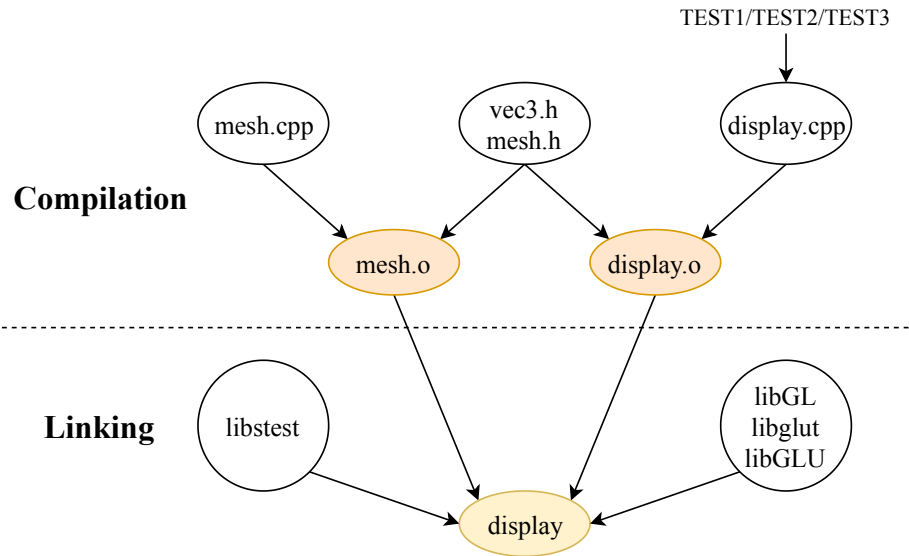 TEST1/TEST2/TEST3
mesh.cpp
vec3.h
mesh.h
display.cpp
Compilation
mesh.o
display.o
Linking
libstest
libGL
libglut
libGLU
display